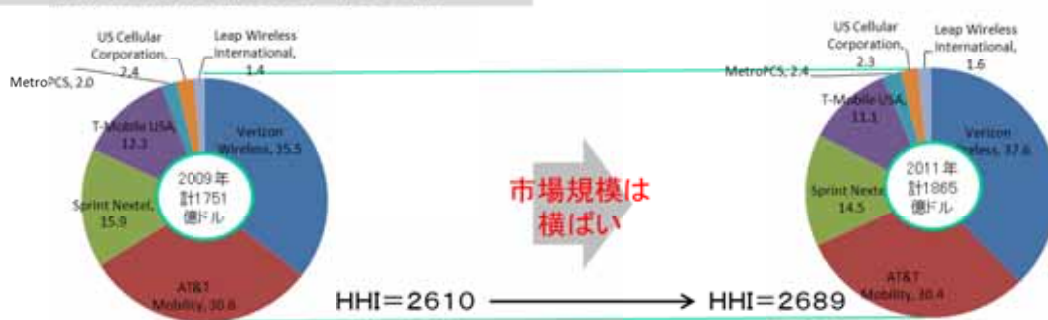 US Cellular
Corporation,
2.4
Leap Wireless
International,
1.4
MetroPCS, 2.0
T-Mobile USA,
12.3
Verizon
Wireless, 35.5
2009年
計1751
億ドル
Sprint Nextel,
15.9
AT&T
Mobility, 30.6
市場規模は
横ばい
HHI=2610
HHI=2689
US Cellular
Corporation,
2.3
Leap Wireless
International,
1.6
MetroPCS, 2.4
T-Mobile USA,
11.1
Verizon
Wireless, 37.6
2011年
計1865
億ドル
Sprint Nextel,
14.5
AT&T
Mobility, 30.4